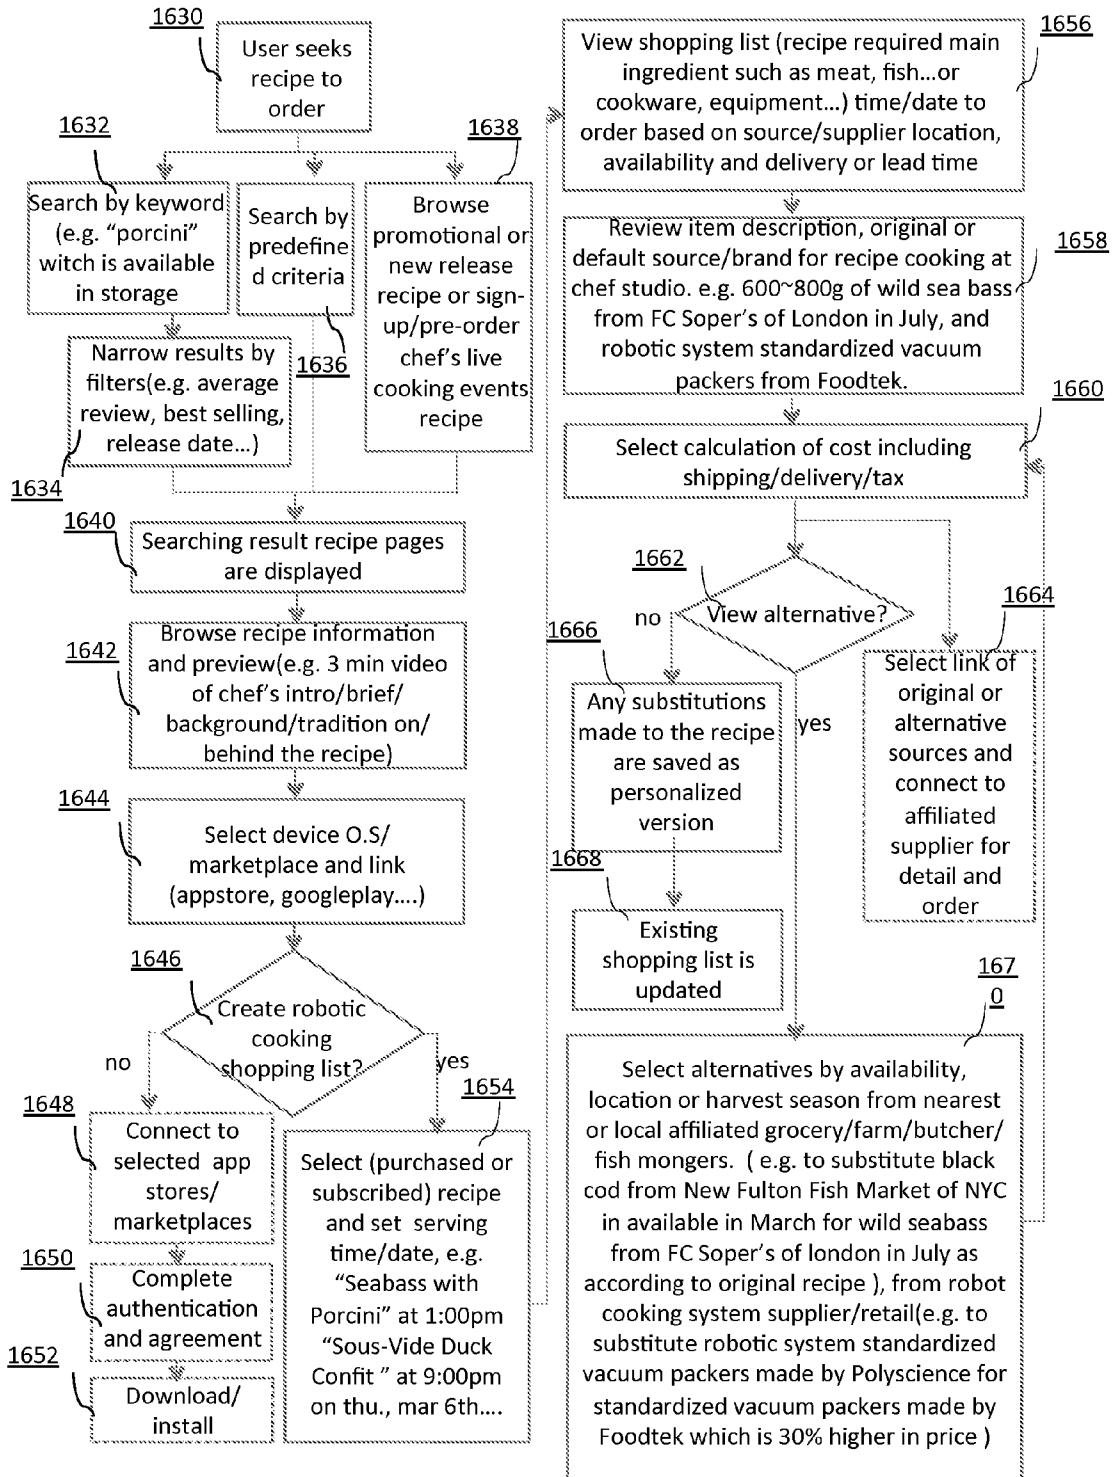 1630
User seeks
recipe to
order
1632
Search by keyword
(e.g. “porcini”
witch is available
in storage
Search by
predefine
d criteria
1636
1638
Browse
promotional or
new release
recipe or sign-
up/pre-order
chef’s live
cooking events
recipe
Narrow results by
filters(e.g. average
review, best selling,
release date…)
1634
1640
Searching result recipe pages
are displayed
1642
Browse recipe information
and preview(e.g. 3 min video
of chef’s intro/brief/
background/tradition on/
behind the recipe)
1644
Select device O.S/
marketplace and link
(appstore, googleplay….)
1646
Create robotic
cooking
shopping list?
no
yes
1648
Connect to
selected app
stores/
marketplaces
1650
Complete
authentication
and agreement
1652
Download/
install
1654
Select (purchased or
subscribed) recipe
and set serving
time/date, e.g.
“Seabass with
Porcini” at 1:00pm
“Sous-Vide Duck
Confit ” at 9:00pm
on thu., mar 6th….
1656
View shopping list (recipe required main
ingredient such as meat, fish…or
cookware, equipment…) time/date to
order based on source/supplier location,
availability and delivery or lead time
1658
Review item description, original or
default source/brand for recipe cooking at
chef studio. e.g. 600~800g of wild sea bass
from FC Soper’s of London in July, and
robotic system standardized vacuum
packers from Foodtek.
1660
Select calculation of cost including
shipping/delivery/tax
1662
View alternative?
no
yes
1664
Select link of
original or
alternative
sources and
connect to
affiliated
supplier for
detail and
order
1666
Any substitutions
made to the recipe
are saved as
personalized
version
1668
Existing
shopping list is
updated
167
0
Select alternatives by availability,
location or harvest season from nearest
or local affiliated grocery/farm/butcher/
fish mongers. ( e.g. to substitute black
cod from New Fulton Fish Market of NYC
in available in March for wild seabass
from FC Soper’s of london in July as
according to original recipe ), from robot
cooking system supplier/retail(e.g. to
substitute robotic system standardized
vacuum packers made by Polyscience for
standardized vacuum packers made by
Foodtek which is 30% higher in price )